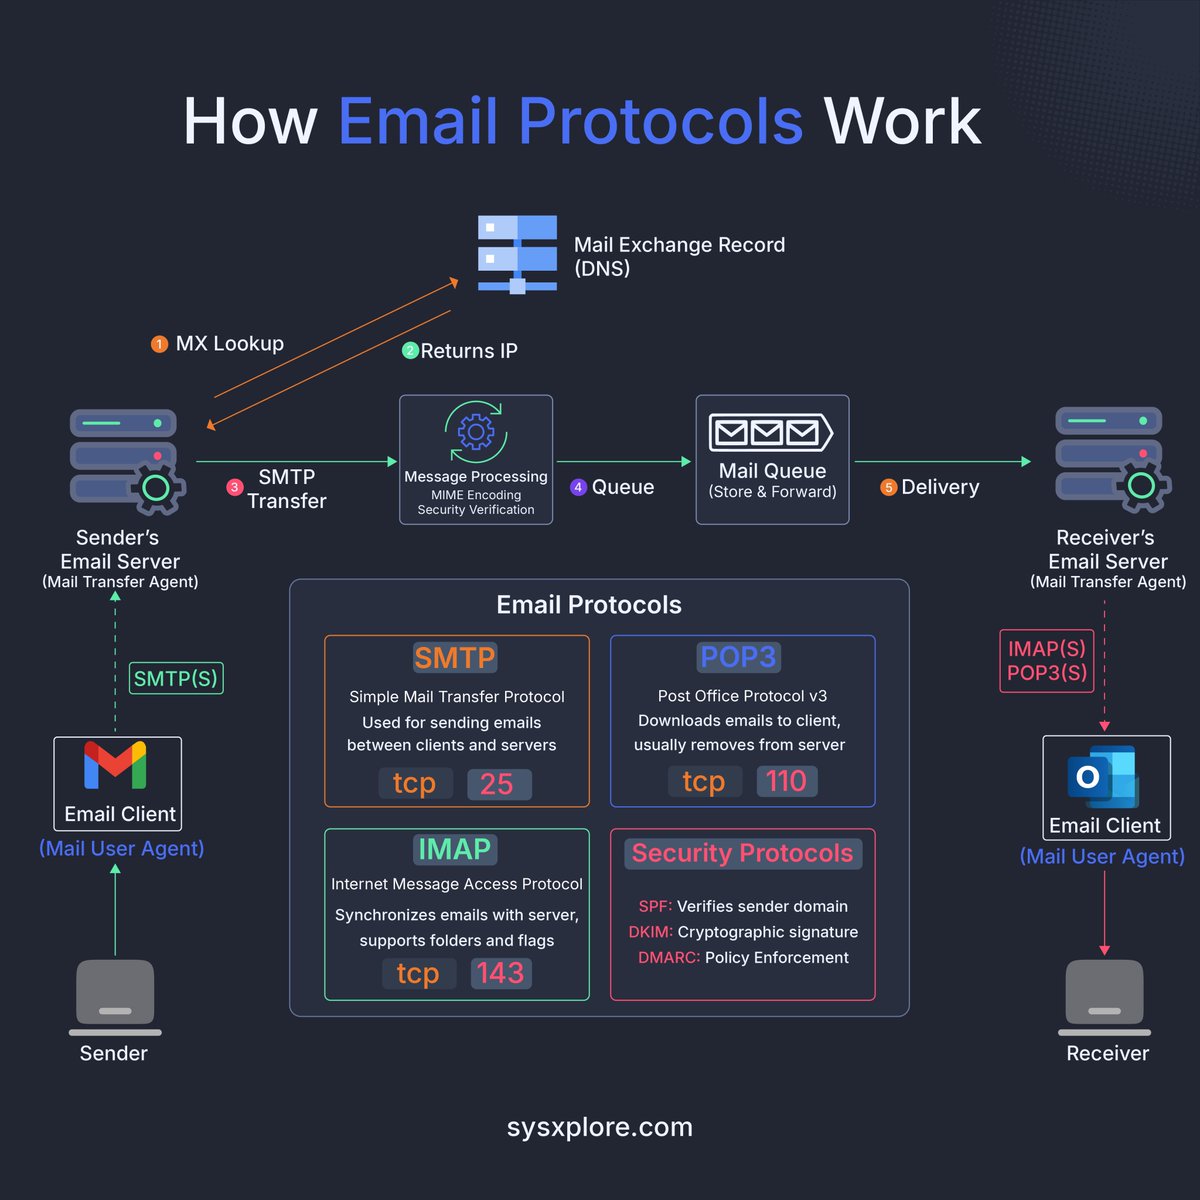 How Email Protocols Work
Mail Exchange Record
(DNS)
1 MX Lookup
2 Returns IP
3 SMTP
Transfer
Message Processing
MIME Encoding
Security Verification
4 Queue
Mail Queue
(Store & Forward)
5 Delivery
Sender's
Email Server
(Mail Transfer Agent)
Receiver's
Email Server
(Mail Transfer Agent)
SMTP(S)
Email Client
(Mail User Agent)
Sender
Email Protocols
SMTP
Simple Mail Transfer Protocol
Used for sending emails
between clients and servers
tcp 25
POP3
Post Office Protocol v3
Downloads emails to client,
usually removes from server
tcp 110
IMAP
Internet Message Access Protocol
Synchronizes emails with server,
supports folders and flags
tcp 143
Security Protocols
SPF: Verifies sender domain
DKIM: Cryptographic signature
DMARC: Policy Enforcement
IMAP(S)
POP3(S)
O
Email Client
(Mail User Agent)
Receiver
sysxplore.com